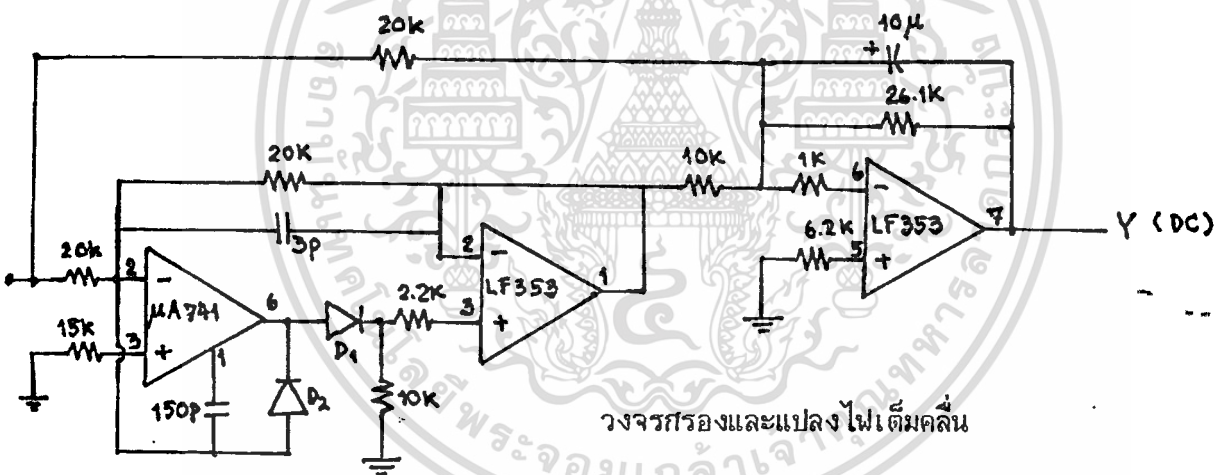 20K
10µ
+
26.1K
20K
10K
1K
3p
20K
2
-
µA741
6
15K
3
+
1
150p
D1
D2
10K
2.2K
2
-
LF353
1
3
+
6
-
LF353
7
6.2K
5
+
Y (DC)
วงจรกรองและแปลงไฟเต็มคลื่น